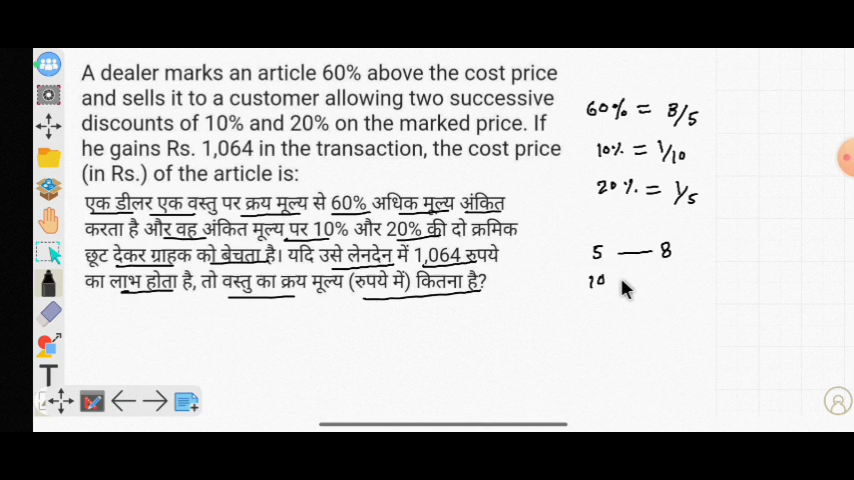 A dealer marks an article 60% above the cost price
and sells it to a customer allowing two successive
discounts of 10% and 20% on the marked price. If
he gains Rs. 1,064 in the transaction, the cost price
(in Rs.) of the article is:
एक डीलर एक वस्तु पर क्रय मूल्य से 60% अधिक मूल्य अंकित
करता है और वह अंकित मूल्य पर 10% और 20% की दो क्रमिक
छूट देकर ग्राहक को बेचता है। यदि उसे लेनदेन में 1,064 रुपये
का लाभ होता है, तो वस्तु का क्रय मूल्य (रुपये में) कितना है?
60% = 8/5
10% = 1/10
20% = 1/5
5 — 8
10
T